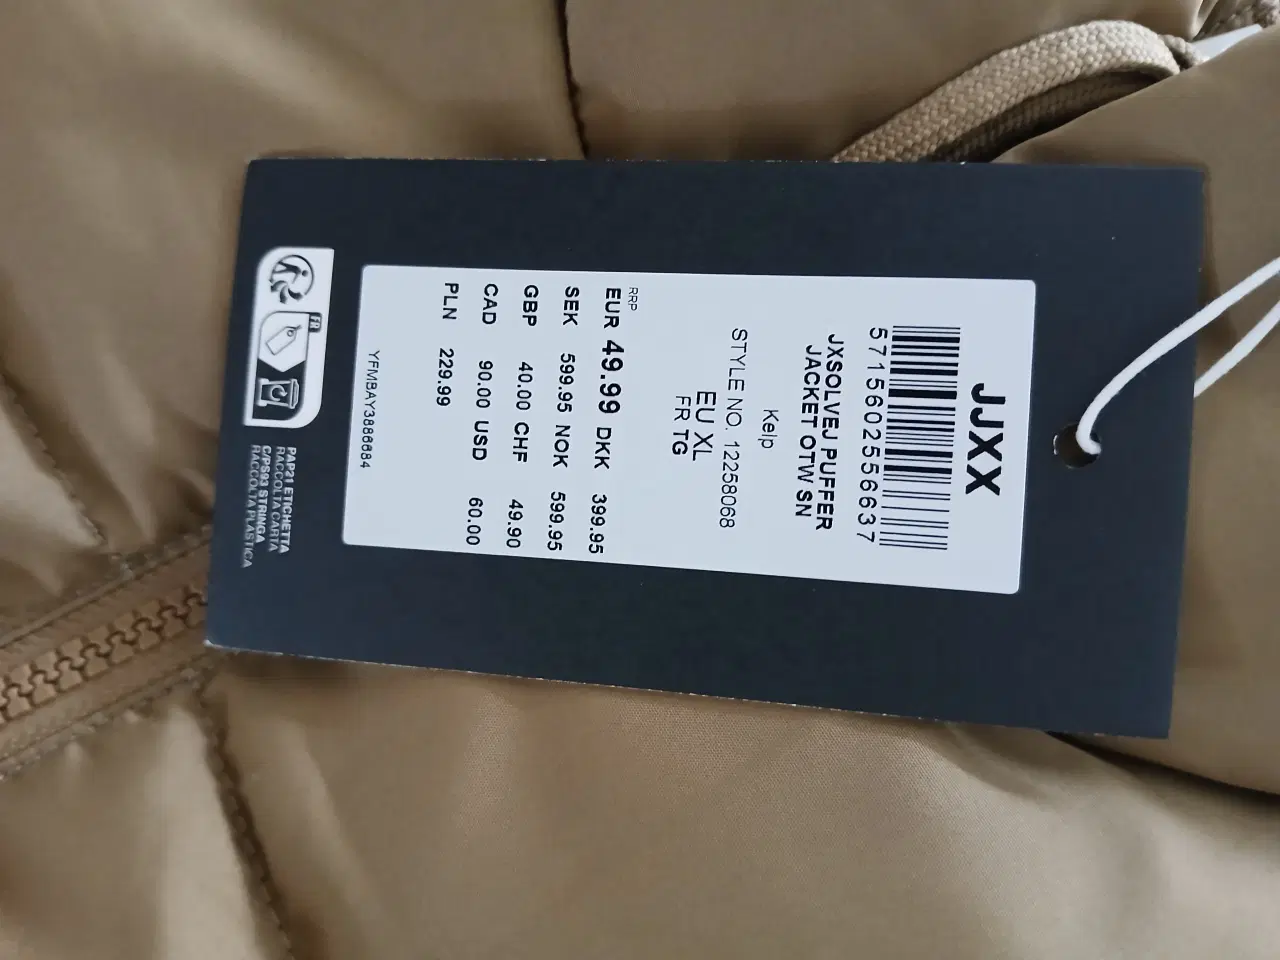 JJXX
5715602556637
JXSOLVEJ PUFFER
JACKET OTW SN
Kelp
STYLE NO. 12258068
EU XL
FR TG
RRP
EUR 49.99 DKK 399.95
SEK 599.95 NOK 599.95
GBP 40.00 CHF 49.90
CAD 90.00 USD 60.00
PLN 229.99
YFMBAY3886684
FR
PAP21 ETICHETTA
RACCOLTA CARTA
C/PS93 STRINGA
RACCOLTA PLASTICA